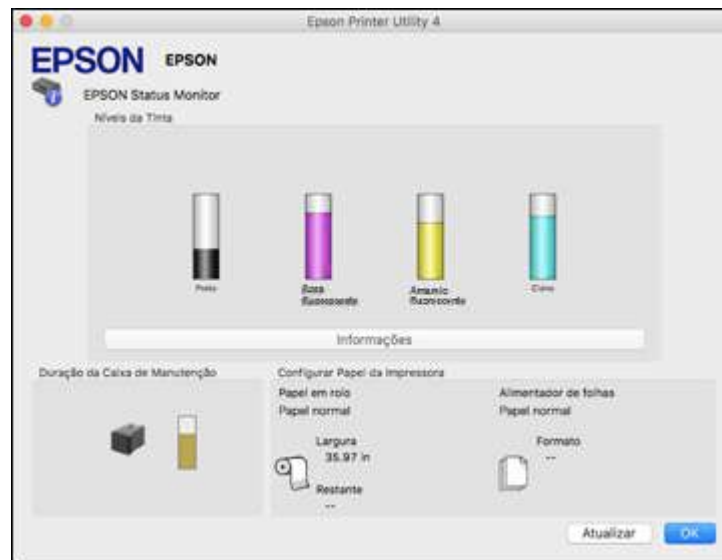 Epson Printer Utility 4
EPSON EPSON
EPSON Status Monitor
Níveis da Tinta
Preto
Rosa fluorescente
Amarelo fluorescente
Ciano
Informações
Duração da Caixa de Manutenção
Configurar Papel da Impressora
Papel em rolo
Papel normal
Largura
35.97 in
Restante
--
Alimentador de folhas
Papel normal
Formato
--
Atualizar
OK